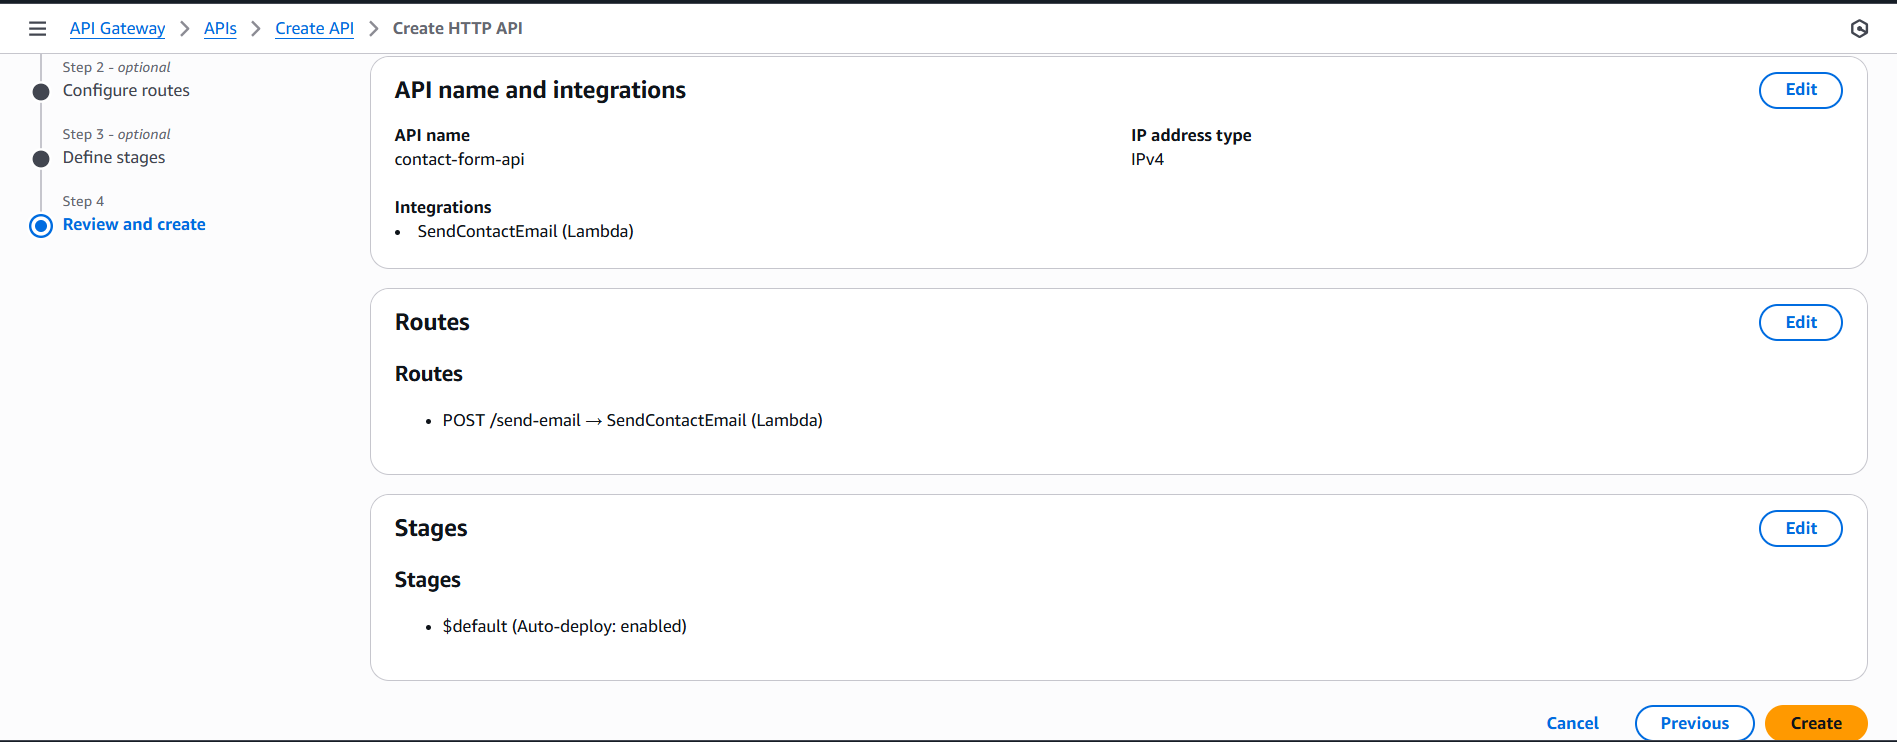 API Gateway > APIs > Create API > Create HTTP API
Step 2 - optional
Configure routes
Step 3 - optional
Define stages
Step 4
Review and create
API name and integrations
Edit
API name
contact-form-api
IP address type
IPv4
Integrations
• SendContactEmail (Lambda)
Routes
Edit
Routes
• POST /send-email → SendContactEmail (Lambda)
Stages
Edit
Stages
• $default (Auto-deploy: enabled)
Cancel
Previous
Create